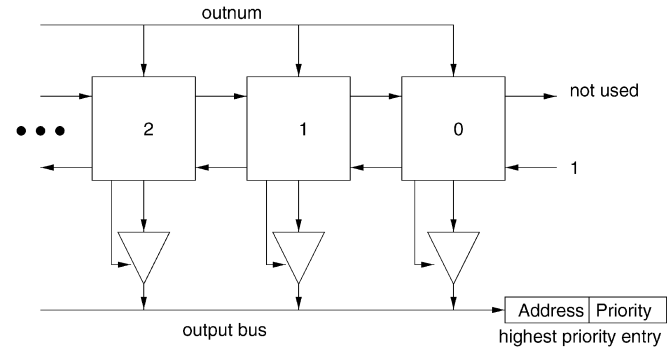 outnum
not used
2
1
0
1
Address Priority
output bus
highest priority entry